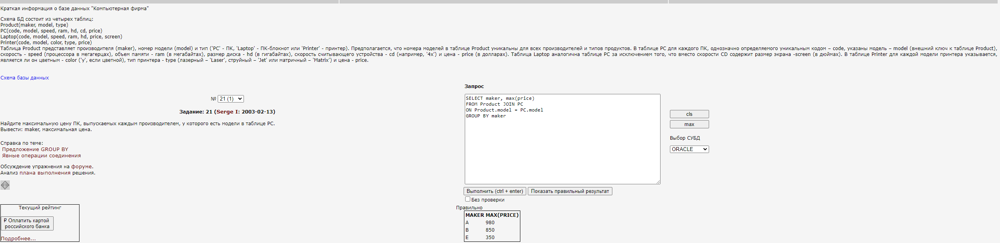 Краткая информация о базе данных "Компьютерная фирма"
Схема БД состоит из четырех таблиц:
Product(maker, model, type)
PC(code, model, speed, ram, hd, cd, price)
Laptop(code, model, speed, ram, hd, price, screen)
Printer(code, model, color, type, price)
Таблица Product представляет производителя (maker), номер модели (model) и тип ('PC' - ПК, 'Laptop' - ПК-блокнот или 'Printer' - принтер). Предполагается, что номера моделей в таблице Product уникальны для всех производителей и типов продуктов. В таблице PC для каждого ПК, однозначно определяемого уникальным кодом – code, указаны модель – model (внешний ключ к таблице Product),
скорость - speed (процессора в мегагерцах), объем памяти - ram (в мегабайтах), размер диска - hd (в гигабайтах), скорость считывающего устройства - cd (например, '4x') и цена - price (в долларах). Таблица Laptop аналогична таблице РС за исключением того, что вместо скорости CD содержит размер экрана -screen (в дюймах). В таблице Printer для каждой модели принтера указывается,
является ли он цветным - color ('y', если цветной), тип принтера - type (лазерный – 'Laser', струйный – 'Jet' или матричный – 'Matrix') и цена - price.
Схема базы данных
№ 21 (1)
Задание: 21 (Serge I: 2003-02-13)
Найдите максимальную цену ПК, выпускаемых каждым производителем, у которого есть модели в таблице PC.
Вывести: maker, максимальная цена.
Справка по теме:
Предложение GROUP BY
Явные операции соединения
Обсуждение упражнения на форуме.
Анализ плана выполнения решения.
Текущий рейтинг
₽ Оплатить картой
российского банка
Подробнее...
Запрос
SELECT maker, max(price)
FROM Product JOIN PC
ON Product.model = PC.model
GROUP BY maker
cls
max
Выбор СУБД
ORACLE
Выполнить (ctrl + enter) Показать правильный результат
Без проверки
Правильно
MAKER MAX(PRICE)
A 980
B 850
E 350